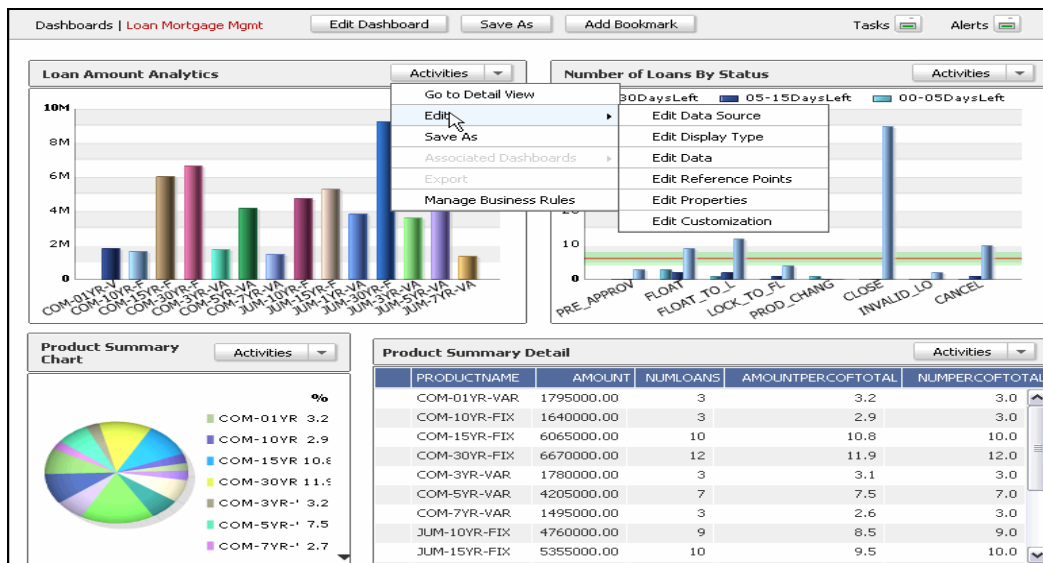 Dashboards | Loan Mortgage Mgmt
Edit Dashboard
Save As
Add Bookmark
Tasks
Alerts
Loan Amount Analytics
Activities
10M
8M
6M
4M
2M
0
COM-01YR-V
COM-10YR-F
COM-15YR-F
COM-30YR-F
COM-3YR-VA
COM-5YR-VA
COM-7YR-VA
JUM-10YR-F
JUM-15YR-F
JUM-1YR-VA
JUM-30YR-F
JUM-3YR-VA
JUM-5YR-VA
JUM-7YR-VA
Go to Detail View
Edit
Save As
Associated Dashboards
Export
Manage Business Rules
Edit Data Source
Edit Display Type
Edit Data
Edit Reference Points
Edit Properties
Edit Customization
Number of Loans By Status
Activities
30DaysLeft
05-15DaysLeft
00-05DaysLeft
10
0
PRE_APPROV
FLOAT
FLOAT_TO_L
LOCK_TO_FL
PROD_CHANG
CLOSE
INVALID_LO
CANCEL
Product Summary
Chart
Activities
%
COM-01YR 3.2
COM-10YR 2.9
COM-15YR 10.8
COM-30YR 11.9
COM-3YR-' 3.2
COM-5YR-' 7.5
COM-7YR-' 2.7
Product Summary Detail
Activities
PRODUCTNAME AMOUNT NUMLOANS AMOUNTPERCOFTOTAL NUMPERCOFTOTAL
COM-01YR-VAR 1795000.00 3 3.2 3.0
COM-10YR-FIX 1640000.00 3 2.9 3.0
COM-15YR-FIX 6065000.00 10 10.8 10.0
COM-30YR-FIX 6670000.00 12 11.9 12.0
COM-3YR-VAR 1780000.00 3 3.1 3.0
COM-5YR-VAR 4205000.00 7 7.5 7.0
COM-7YR-VAR 1495000.00 3 2.6 3.0
JUM-10YR-FIX 4760000.00 9 8.5 9.0
JUM-15YR-FIX 5355000.00 10 9.5 10.0